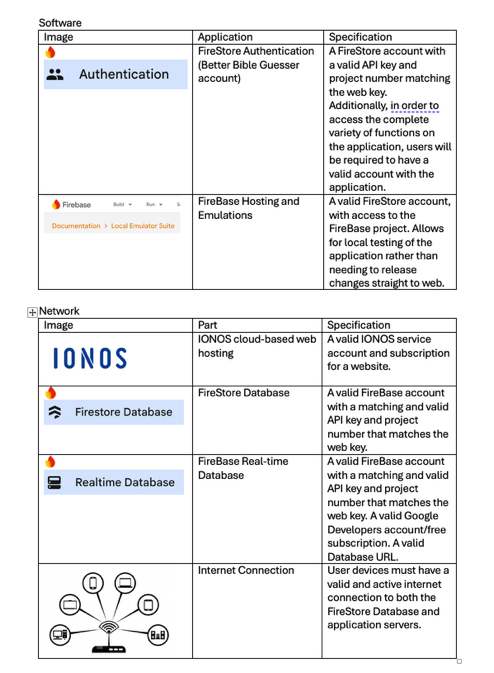 Software
Image
Application
Specification
Authentication
FireStore Authentication
(Better Bible Guesser
account)
A FireStore account with
a valid API key and
project number matching
the web key.
Additionally, in order to
access the complete
variety of functions on
the application, users will
be required to have a
valid account with the
application.
Firebase Build Run S
Documentation > Local Emulator Suite
FireBase Hosting and
Emulations
A valid FireStore account,
with access to the
FireBase project. Allows
for local testing of the
application rather than
needing to release
changes straight to web.
Network
Image
Part
Specification
IONOS
IONOS cloud-based web
hosting
A valid IONOS service
account and subscription
for a website.
Firestore Database
FireStore Database
A valid FireBase account
with a matching and valid
API key and project
number that matches the
web key.
Realtime Database
FireBase Real-time
Database
A valid FireBase account
with a matching and valid
API key and project
number that matches the
web key. A valid Google
Developers account/free
subscription. A valid
Database URL.
Internet Connection
User devices must have a
valid and active internet
connection to both the
FireStore Database and
application servers.